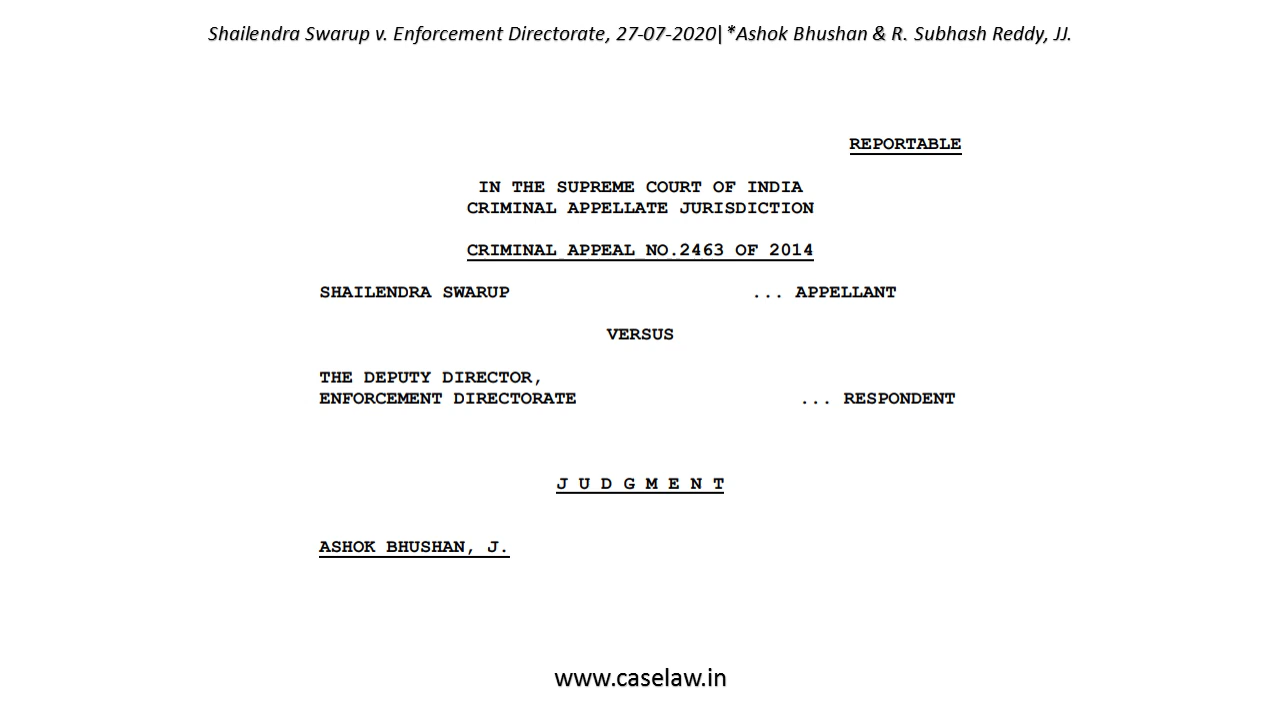 Shailendra Swarup v. Enforcement Directorate, 27-07-2020|*Ashok Bhushan & R. Subhash Reddy, JJ.
REPORTABLE
IN THE SUPREME COURT OF INDIA
CRIMINAL APPELLATE JURISDICTION
CRIMINAL APPEAL NO.2463 OF 2014
SHAILENDRA SWARUP ... APPELLANT
VERSUS
THE DEPUTY DIRECTOR,
ENFORCEMENT DIRECTORATE ... RESPONDENT
J U D G M E N T
ASHOK BHUSHAN, J.
www.caselaw.in